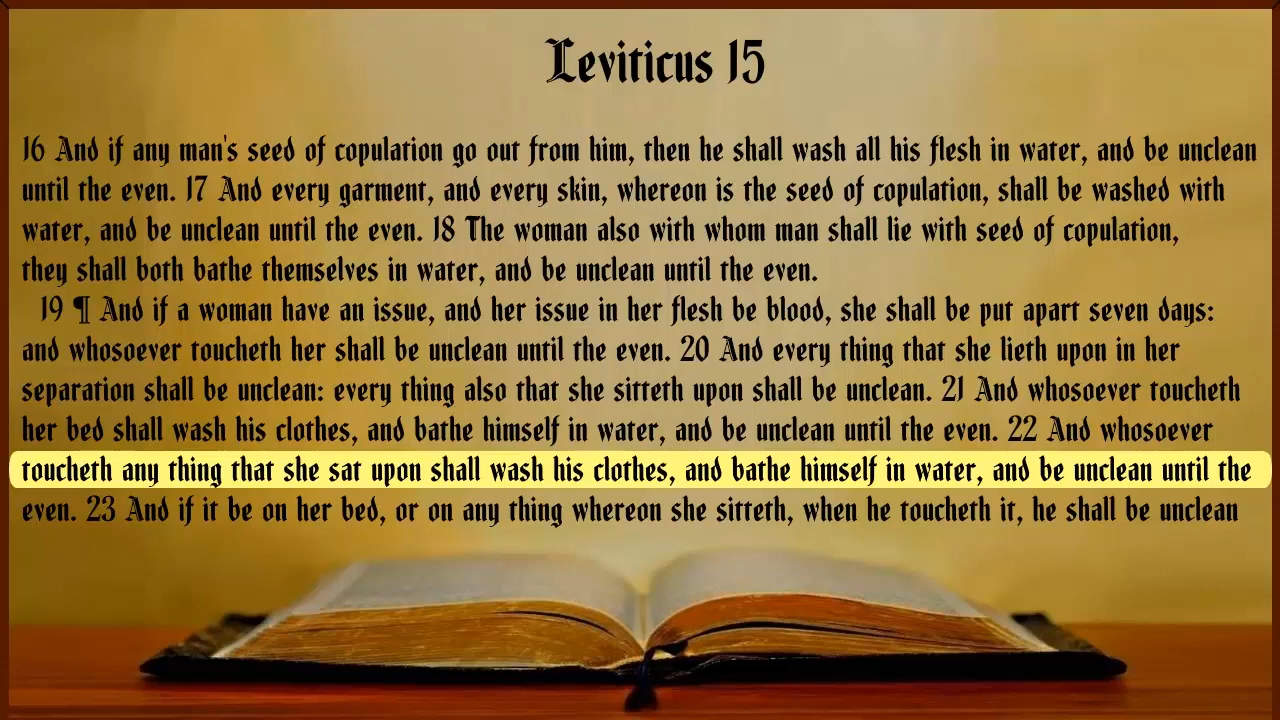 Leviticus 15
16 And if any man's seed of copulation go out from him, then he shall wash all his flesh in water, and be unclean
until the even. 17 And every garment, and every skin, whereon is the seed of copulation, shall be washed with
water, and be unclean until the even. 18 The woman also with whom man shall lie with seed of copulation,
they shall both bathe themselves in water, and be unclean until the even.
19 ¶ And if a woman have an issue, and her issue in her flesh be blood, she shall be put apart seven days:
and whosoever toucheth her shall be unclean until the even. 20 And every thing that she lieth upon in her
separation shall be unclean: every thing also that she sitteth upon shall be unclean. 21 And whosoever toucheth
her bed shall wash his clothes, and bathe himself in water, and be unclean until the even. 22 And whosoever
toucheth any thing that she sat upon shall wash his clothes, and bathe himself in water, and be unclean until the
even. 23 And if it be on her bed, or on any thing whereon she sitteth, when he toucheth it, he shall be unclean